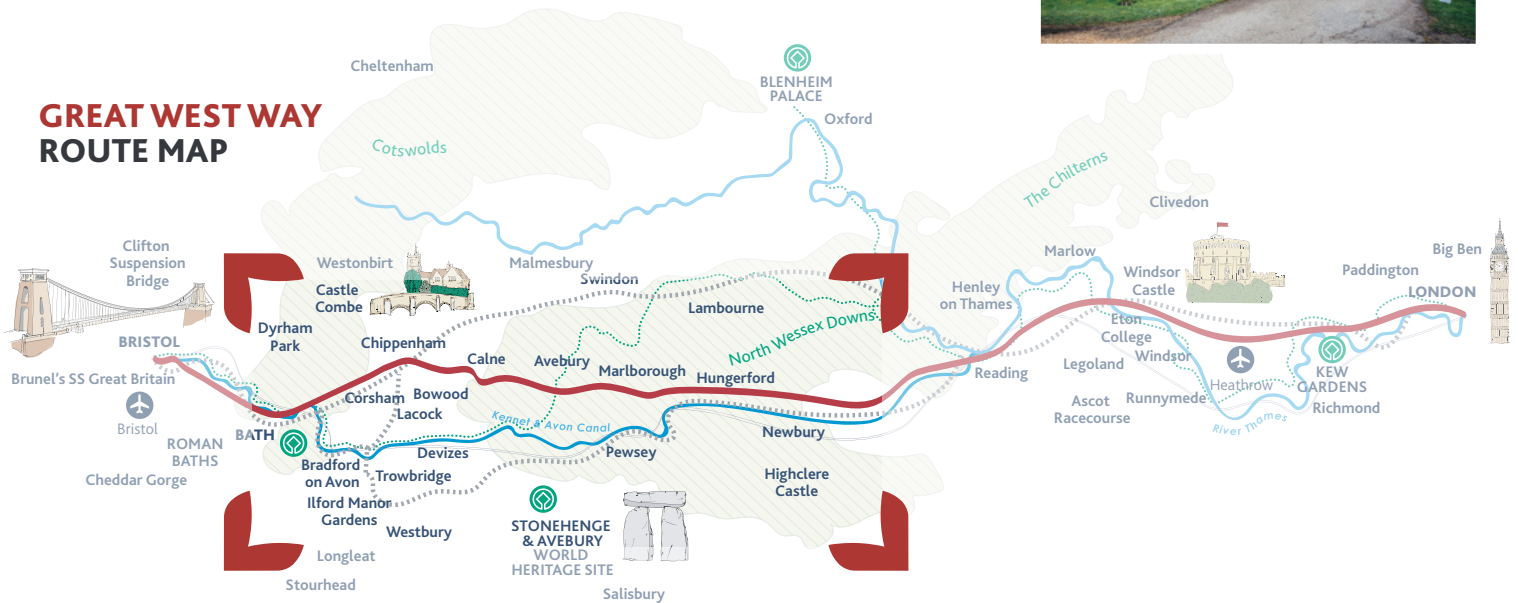 GREAT WEST WAY
ROUTE MAP
Cheltenham
BLENHEIM
PALACE
Oxford
Cotswolds
The Chilterns
Clivedon
Clifton
Suspension
Bridge
Westonbirt
Malmesbury
Swindon
Marlow
Big Ben
Castle
Combe
Lambourne
Henley
on Thames
Windsor
Castle
Paddington
LONDON
Dyrham
Park
BRISTOL
Chippenham
Calne
Avebury
North Wessex Downs
Eton
College
Windsor
Brunel's SS Great Britain
Marlborough
Hungerford
Reading
Legoland
Heathrow
KEW
GARDENS
Corsham
Bowood
Lacock
Kennel & Avon Canal
Ascot
Racecourse
Runnymede
Richmond
River Thames
Bristol
BATH
ROMAN
BATHS
Newbury
Devizes
Pewsey
Cheddar Gorge
Bradford
on Avon
Trowbridge
Highclere
Castle
Ilford Manor
Gardens
Westbury
STONEHENGE
& AVEBURY
WORLD
HERITAGE SITE
Longleat
Stourhead
Salisbury